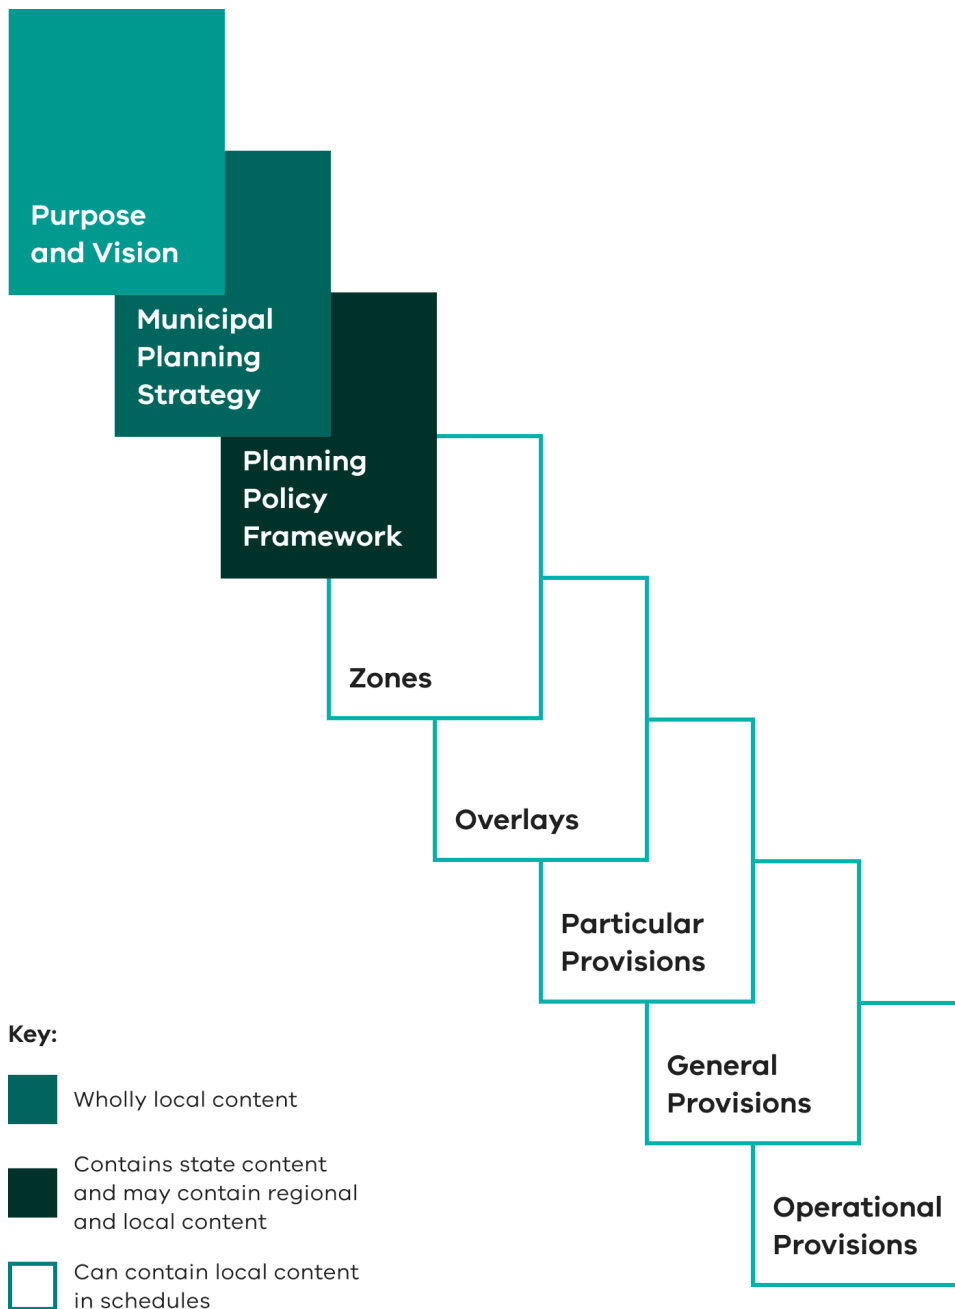 Purpose
and Vision
Municipal
Planning
Strategy
Planning
Policy
Framework
Zones
Overlays
Particular
Provisions
General
Provisions
Operational
Provisions
Key:
Wholly local content
Contains state content
and may contain regional
and local content
Can contain local content
in schedules